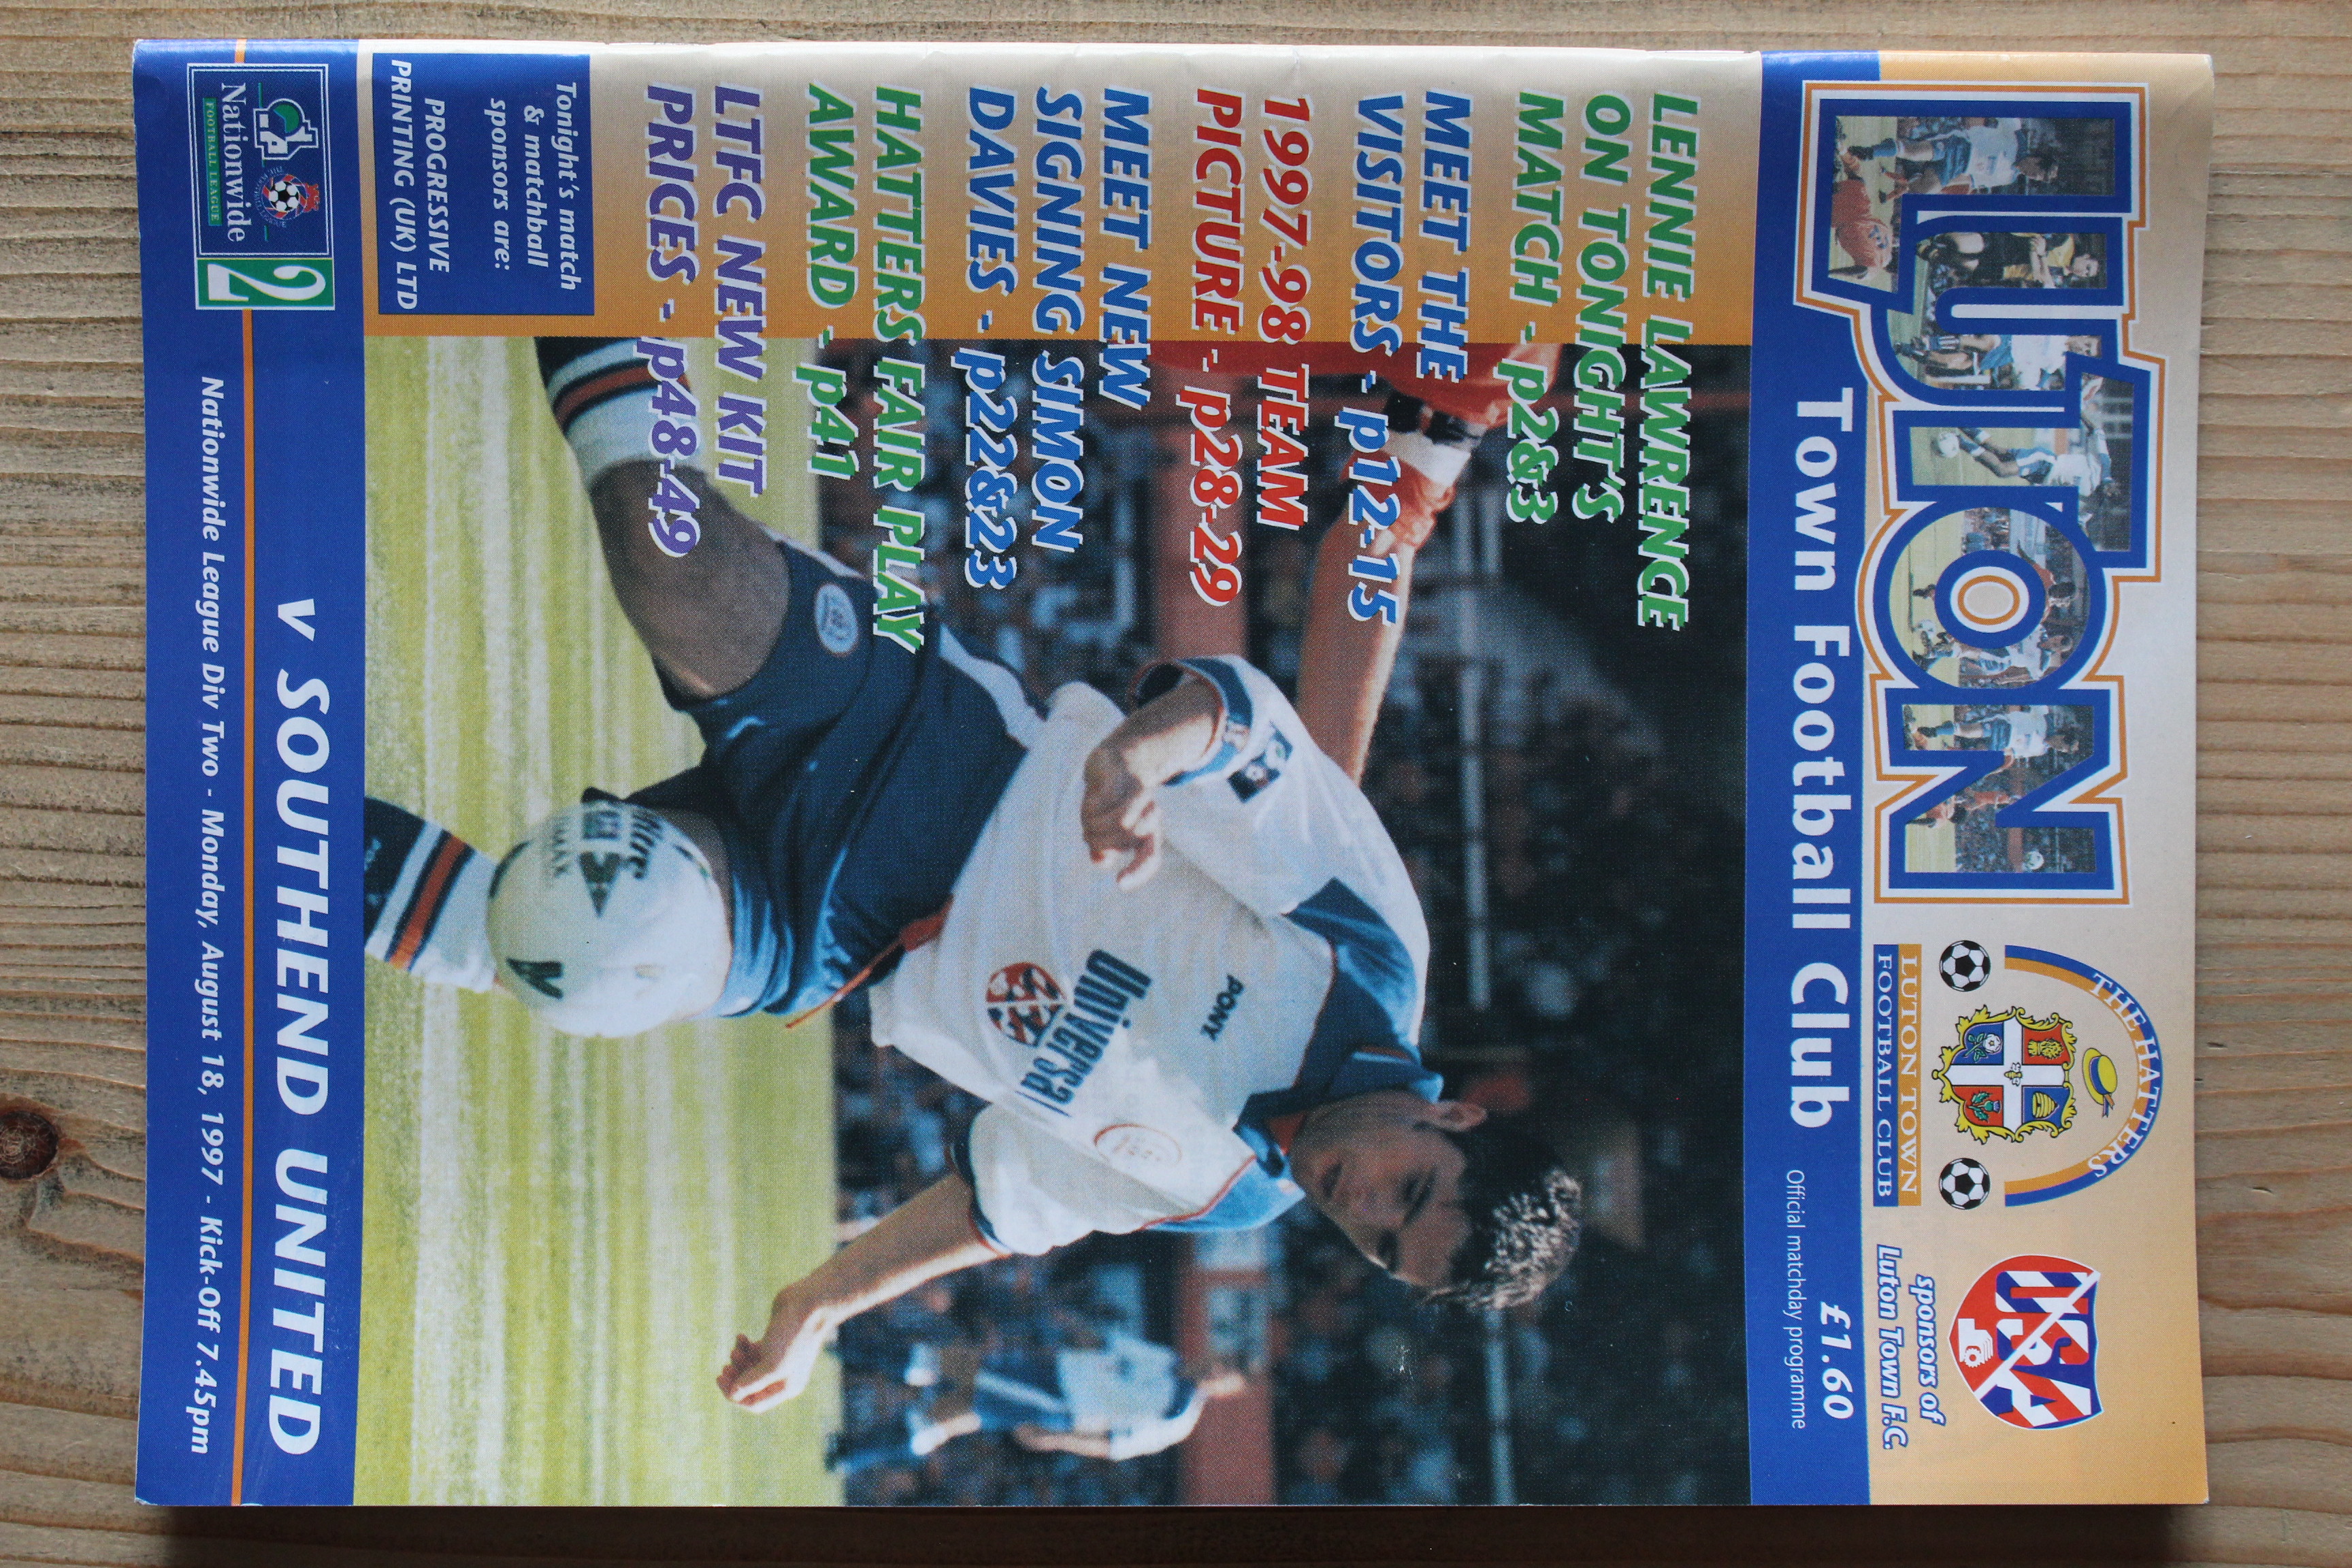 LUTON
Town Football Club
THE HATTERS
LUTON TOWN
FOOTBALL CLUB
USA
sponsors of
Luton Town F.C.
£1.60
Official matchday programme
LENNIE LAWRENCE
ON TONIGHT'S
MATCH - p2&3
MEET THE
VISITORS - p12-15
1997-98 TEAM
PICTURE - p28-29
MEET NEW
SIGNING SIMON
DAVIES - p22&23
HATTERS FAIR PLAY
AWARD - p41
LTFC NEW KIT
PRICES - p48-49
PONY
Universal
Tonight's match
& matchball
sponsors are:
PROGRESSIVE
PRINTING (UK) LTD
Nationwide
FOOTBALL LEAGUE
2
v SOUTHEND UNITED
Nationwide League Div Two - Monday, August 18, 1997 - Kick-Off 7.45pm